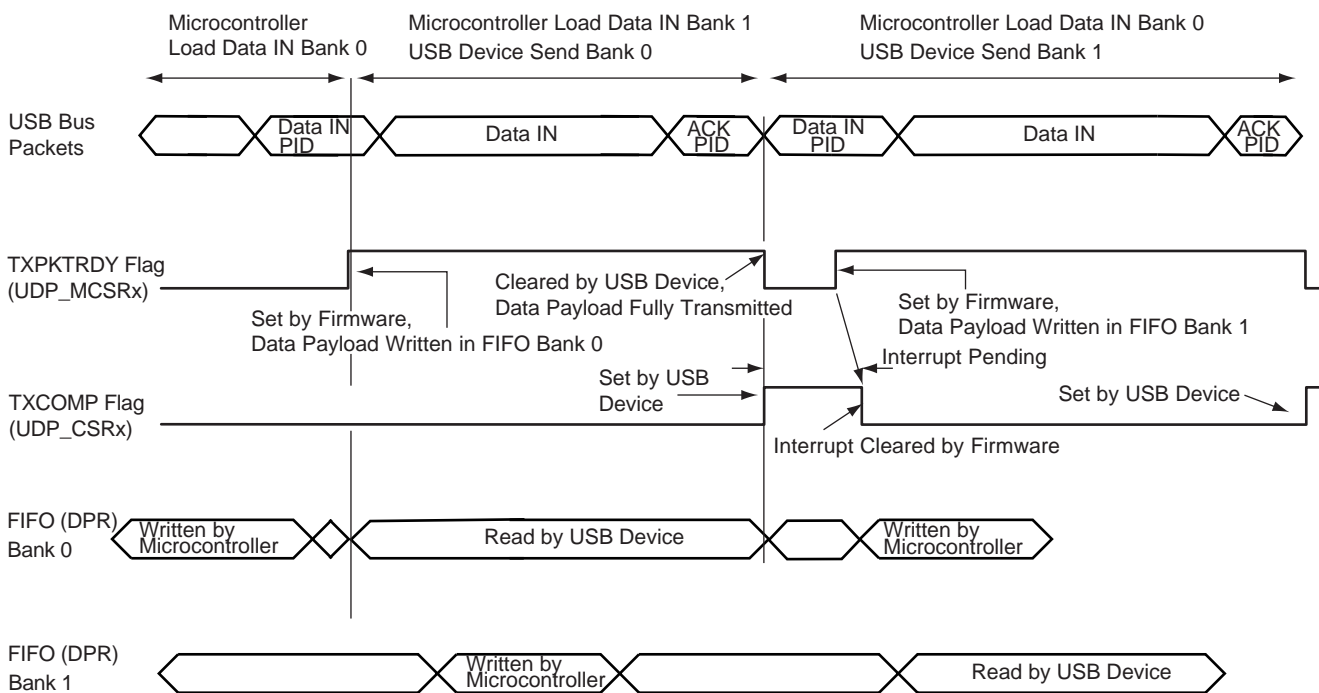 Microcontroller
Load Data IN Bank 0
Microcontroller Load Data IN Bank 1
USB Device Send Bank 0
Microcontroller Load Data IN Bank 0
USB Device Send Bank 1
USB Bus
Packets
Data IN
PID
Data IN
ACK
PID
Data IN
PID
Data IN
ACK
PID
TXPKTRDY Flag
(UDP_MCSRx)
Set by Firmware,
Data Payload Written in FIFO Bank 0
Cleared by USB Device,
Data Payload Fully Transmitted
Set by Firmware,
Data Payload Written in FIFO Bank 1
Interrupt Pending
TXCOMP Flag
(UDP_CSRx)
Set by USB
Device
Set by USB Device
Interrupt Cleared by Firmware
FIFO (DPR)
Bank 0
Written by
Microcontroller
Read by USB Device
Written by
Microcontroller
FIFO (DPR)
Bank 1
Written by
Microcontroller
Read by USB Device